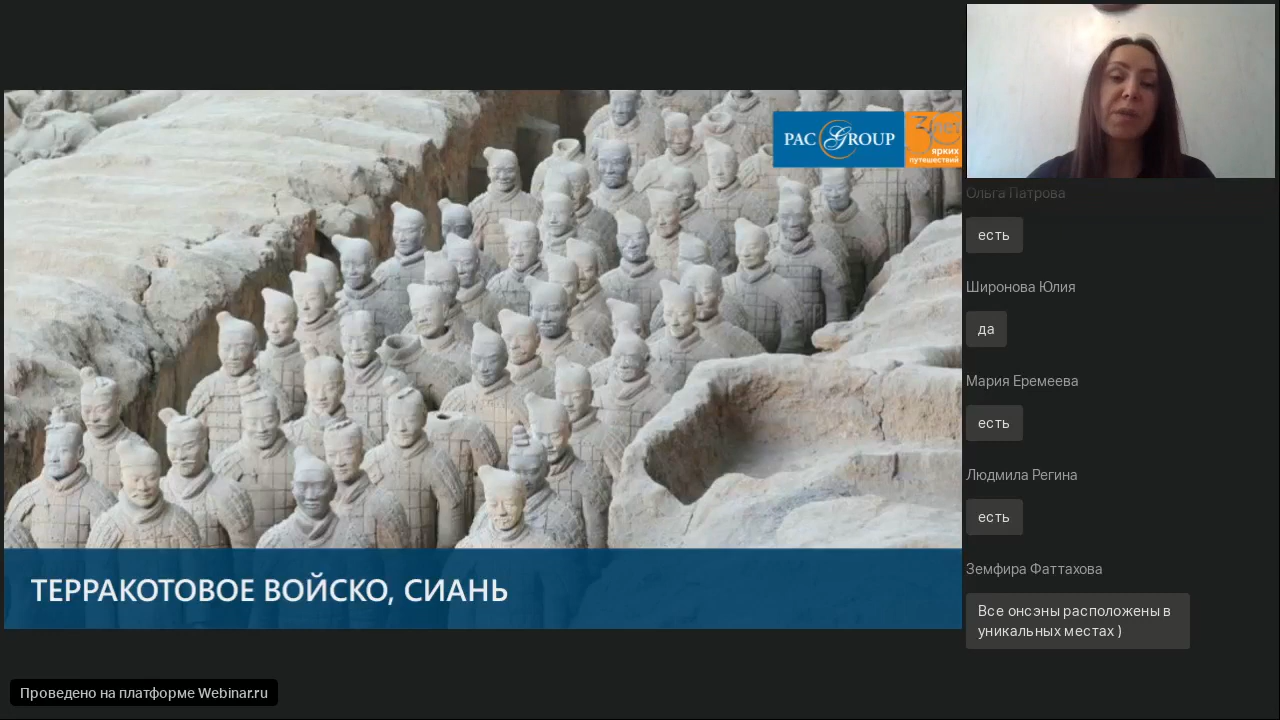 PAC GROUP
лет
ярких
путешествий
ТЕРРАКОТОВОЕ ВОЙСКО, СИАНЬ
Ольга Патрова
есть
Широнова Юлия
да
Мария Еремеева
есть
Людмила Регина
есть
Земфира Фаттахова
Все онсэны расположены в
уникальных местах )
Проведено на платформе Webinar.ru